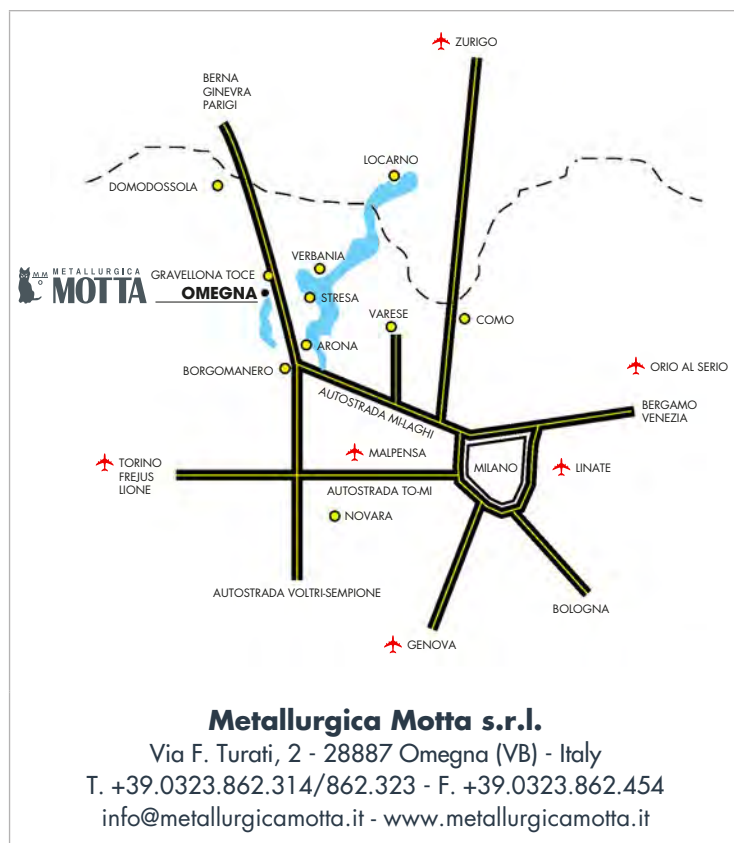 ZURIGO
BERNA
GINEVRA
PARIGI
LOCARNO
DOMODOSSOLA
VERBANIA
GRAVELLONA TOCE
MM METALLURGICA
MOTTA
OMEGNA
STRESA
VARESE
COMO
ARONA
BORGOMANERO
ORIO AL SERIO
AUTOSTRADA MI-LAGHI
BERGAMO
VENEZIA
MALPENSA
TORINO
FREJUS
LIONE
MILANO
LINATE
AUTOSTRADA TO-MI
NOVARA
AUTOSTRADA VOLTRI-SEMPIONE
BOLOGNA
GENOVA
Metallurgica Motta s.r.l.
Via F. Turati, 2 - 28887 Omegna (VB) - Italy
T. +39.0323.862.314/862.323 - F. +39.0323.862.454
info@metallurgicamotta.it - www.metallurgicamotta.it